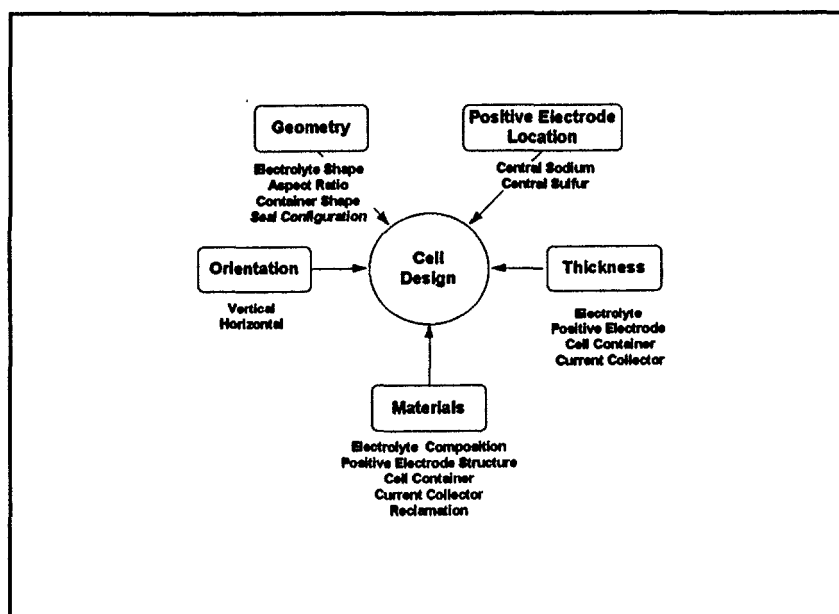 Geometry
Electrolyte Shape
Aspect Ratio
Container Shape
Seal Configuration
Positive Electrode
Location
Central Sodium
Central Sulfur
Orientation
Vertical
Horizontal
Cell
Design
Thickness
Electrolyte
Positive Electrode
Cell Container
Current Collector
Materials
Electrolyte Composition
Positive Electrode Structure
Cell Container
Current Collector
Reclamation